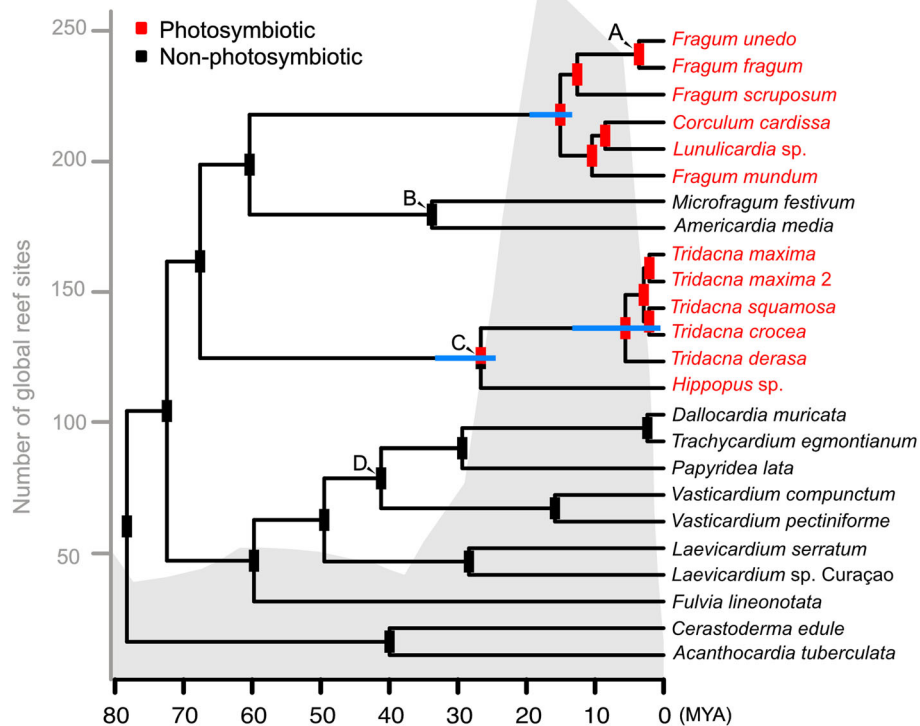 250
200
150
100
50
Number of global reef sites
Photosymbiotic
Non-photosymbiotic
A
B
C
D
Fragum unedo
Fragum fragum
Fragum scruposum
Corculum cardissa
Lunulicardia sp.
Fragum mundum
Microfragum festivum
Americardia media
Tridacna maxima
Tridacna maxima 2
Tridacna squamosa
Tridacna crocea
Tridacna derasa
Hippopus sp.
Dallocardia muricata
Trachycardium egmontianum
Papyridea lata
Vasticardium compunctum
Vasticardium pectiniforme
Laevicardium serratum
Laevicardium sp. Curaçao
Fulvia lineonotata
Cerastoderma edule
Acanthocardia tuberculata
80 70 60 50 40 30 20 10 0 (MYA)